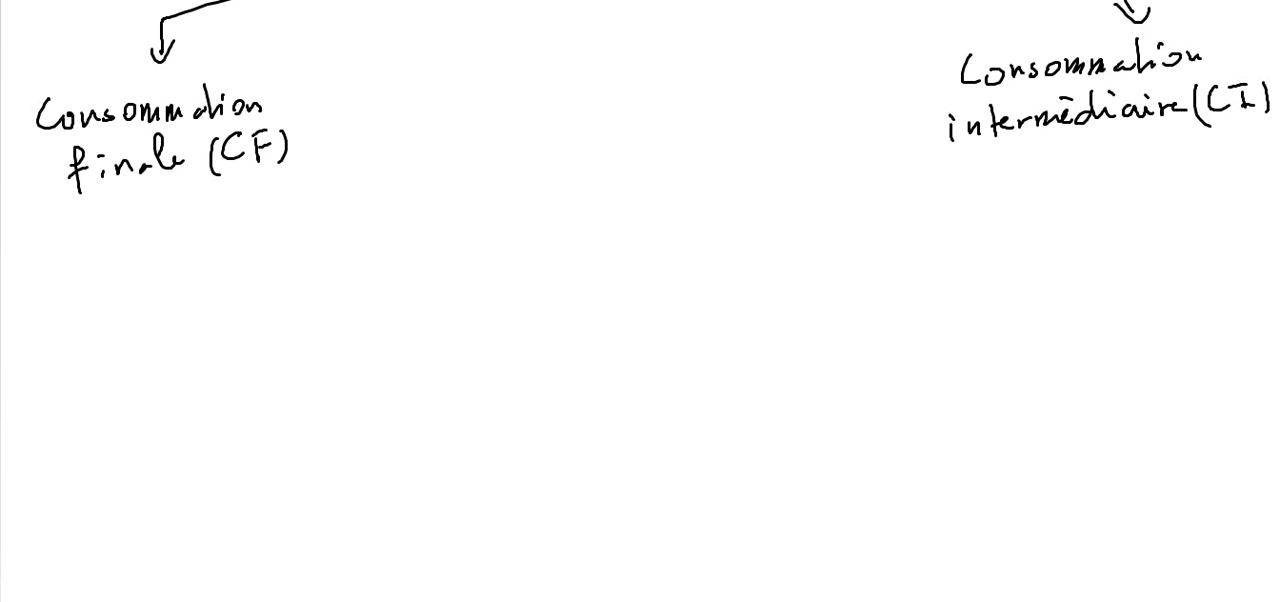 Consommation
finale (CF)
Consommation
intermédiaire (CI)